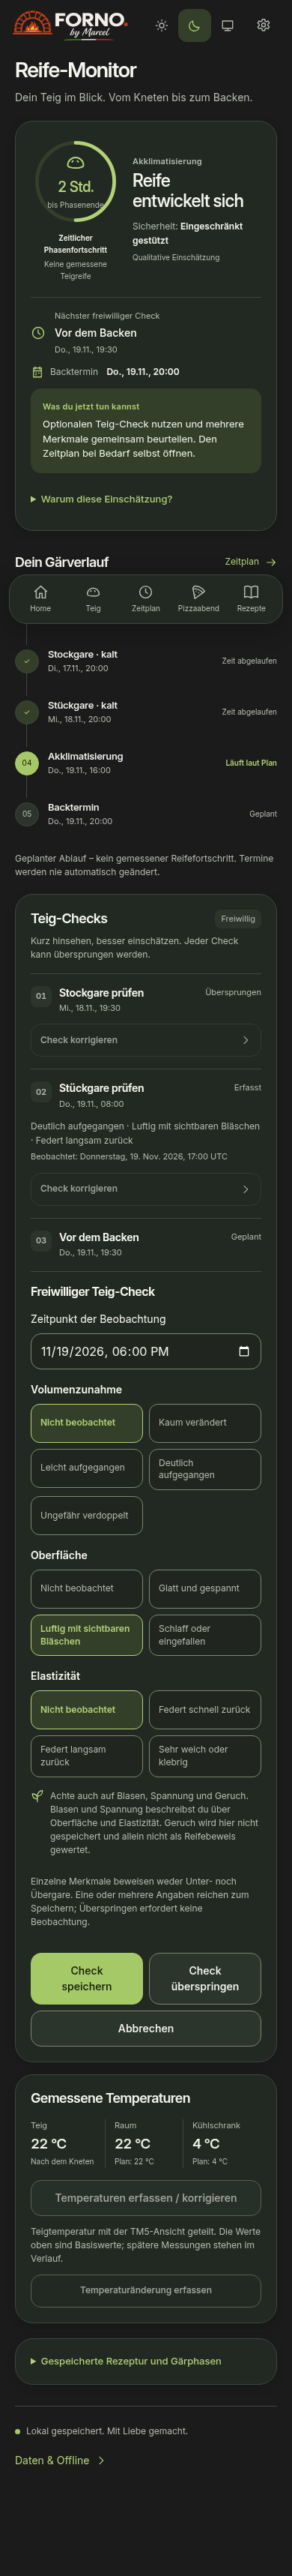 FORNO
by Marcel
Reife-Monitor
Dein Teig im Blick. Vom Kneten bis zum Backen.
2 Std.
bis Phasenende
Zeitlicher
Phasenfortschritt
Keine gemessene
Teigreife
Akklimatisierung
Reife
entwickelt sich
Sicherheit: Eingeschränkt
gestützt
Qualitative Einschätzung
Nächster freiwilliger Check
Vor dem Backen
Do., 19.11., 19:30
Backtermin Do., 19.11., 20:00
Was du jetzt tun kannst
Optionalen Teig-Check nutzen und mehrere
Merkmale gemeinsam beurteilen. Den
Zeitplan bei Bedarf selbst öffnen.
Warum diese Einschätzung?
Dein Gärverlauf
Zeitplan
Home
Teig
Zeitplan
Pizzaabend
Rezepte
Stockgare · kalt
Di., 17.11., 20:00
Zeit abgelaufen
Stückgare · kalt
Mi., 18.11., 20:00
Zeit abgelaufen
04
Akklimatisierung
Do., 19.11., 16:00
Läuft laut Plan
05
Backtermin
Do., 19.11., 20:00
Geplant
Geplanter Ablauf – kein gemessener Reifefortschritt. Termine
werden nie automatisch geändert.
Teig-Checks
Freiwillig
Kurz hinsehen, besser einschätzen. Jeder Check
kann übersprungen werden.
01
Stockgare prüfen
Mi., 18.11., 19:30
Übersprungen
Check korrigieren
02
Stückgare prüfen
Do., 19.11., 08:00
Erfasst
Deutlich aufgegangen · Luftig mit sichtbaren Bläschen
· Federt langsam zurück
Beobachtet: Donnerstag, 19. Nov. 2026, 17:00 UTC
Check korrigieren
03
Vor dem Backen
Do., 19.11., 19:30
Geplant
Freiwilliger Teig-Check
Zeitpunkt der Beobachtung
11/19/2026, 06:00 PM
Volumenzunahme
Nicht beobachtet
Kaum verändert
Leicht aufgegangen
Deutlich
aufgegangen
Ungefähr verdoppelt
Oberfläche
Nicht beobachtet
Glatt und gespannt
Luftig mit sichtbaren
Bläschen
Schlaff oder
eingefallen
Elastizität
Nicht beobachtet
Federt schnell zurück
Federt langsam
zurück
Sehr weich oder
klebrig
Achte auch auf Blasen, Spannung und Geruch.
Blasen und Spannung beschreibst du über
Oberfläche und Elastizität. Geruch wird hier nicht
gespeichert und allein nicht als Reifebeweis
gewertet.
Einzelne Merkmale beweisen weder Unter- noch
Übergare. Eine oder mehrere Angaben reichen zum
Speichern; Überspringen erfordert keine
Beobachtung.
Check
speichern
Check
überspringen
Abbrechen
Gemessene Temperaturen
Teig
22 °C
Nach dem Kneten
Raum
22 °C
Plan: 22 °C
Kühlschrank
4 °C
Plan: 4 °C
Temperaturen erfassen / korrigieren
Teigtemperatur mit der TM5-Ansicht geteilt. Die Werte
oben sind Basiswerte; spätere Messungen stehen im
Verlauf.
Temperaturänderung erfassen
Gespeicherte Rezeptur und Gärphasen
Lokal gespeichert. Mit Liebe gemacht.
Daten & Offline